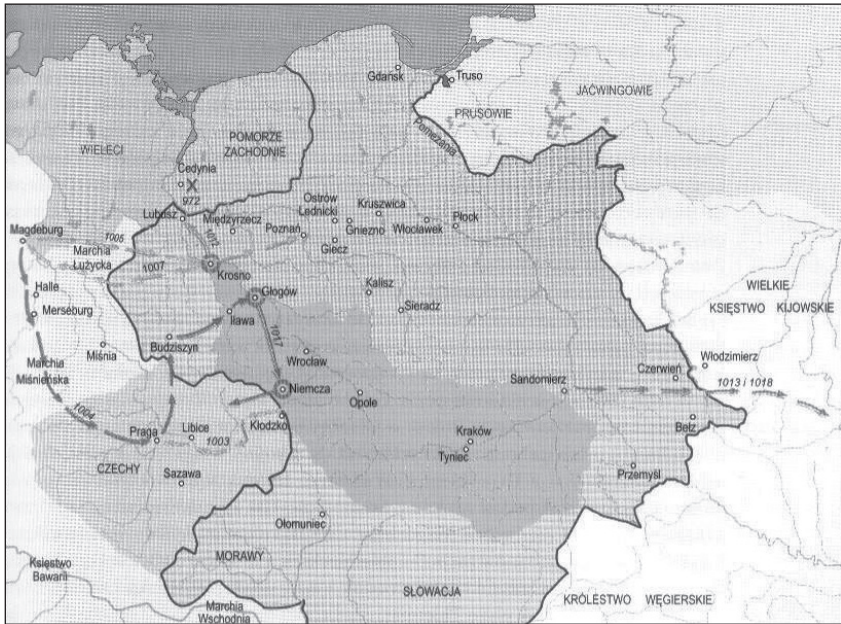 Gdańsk
Truso
JAĆWINGOWIE
PRUSOWIE
Pomezania
WIELECI
POMORZE
ZACHODNIE
Cedynia
972
Lubusz
Międzyrzecz
Ostrów
Lednicki
Kruszwica
Gniezno
Włocławek
Płock
Poznań
Giecz
Magdeburg
1005
1012
Marchia
Łużycka
1007
Krosno
Głogów
Kalisz
Sieradz
WIELKIE
KSIĘSTWO KIJOWSKIE
Halle
Merseburg
Iława
1017
Budziszyn
Miśnia
Wrocław
Marchia
Miśnieńska
Niemcza
Opole
Sandomierz
Czerwień
Włodzimierz
1013 i 1018
Bełz
1004
Praga
Libice
1003
Kłodzko
Kraków
Tyniec
Przemyśl
CZECHY
Sazawa
Ołomuniec
MORAWY
Księstwo
Bawarii
Marchia
Wschodnia
SŁOWACJA
KRÓLESTWO WĘGIERSKIE